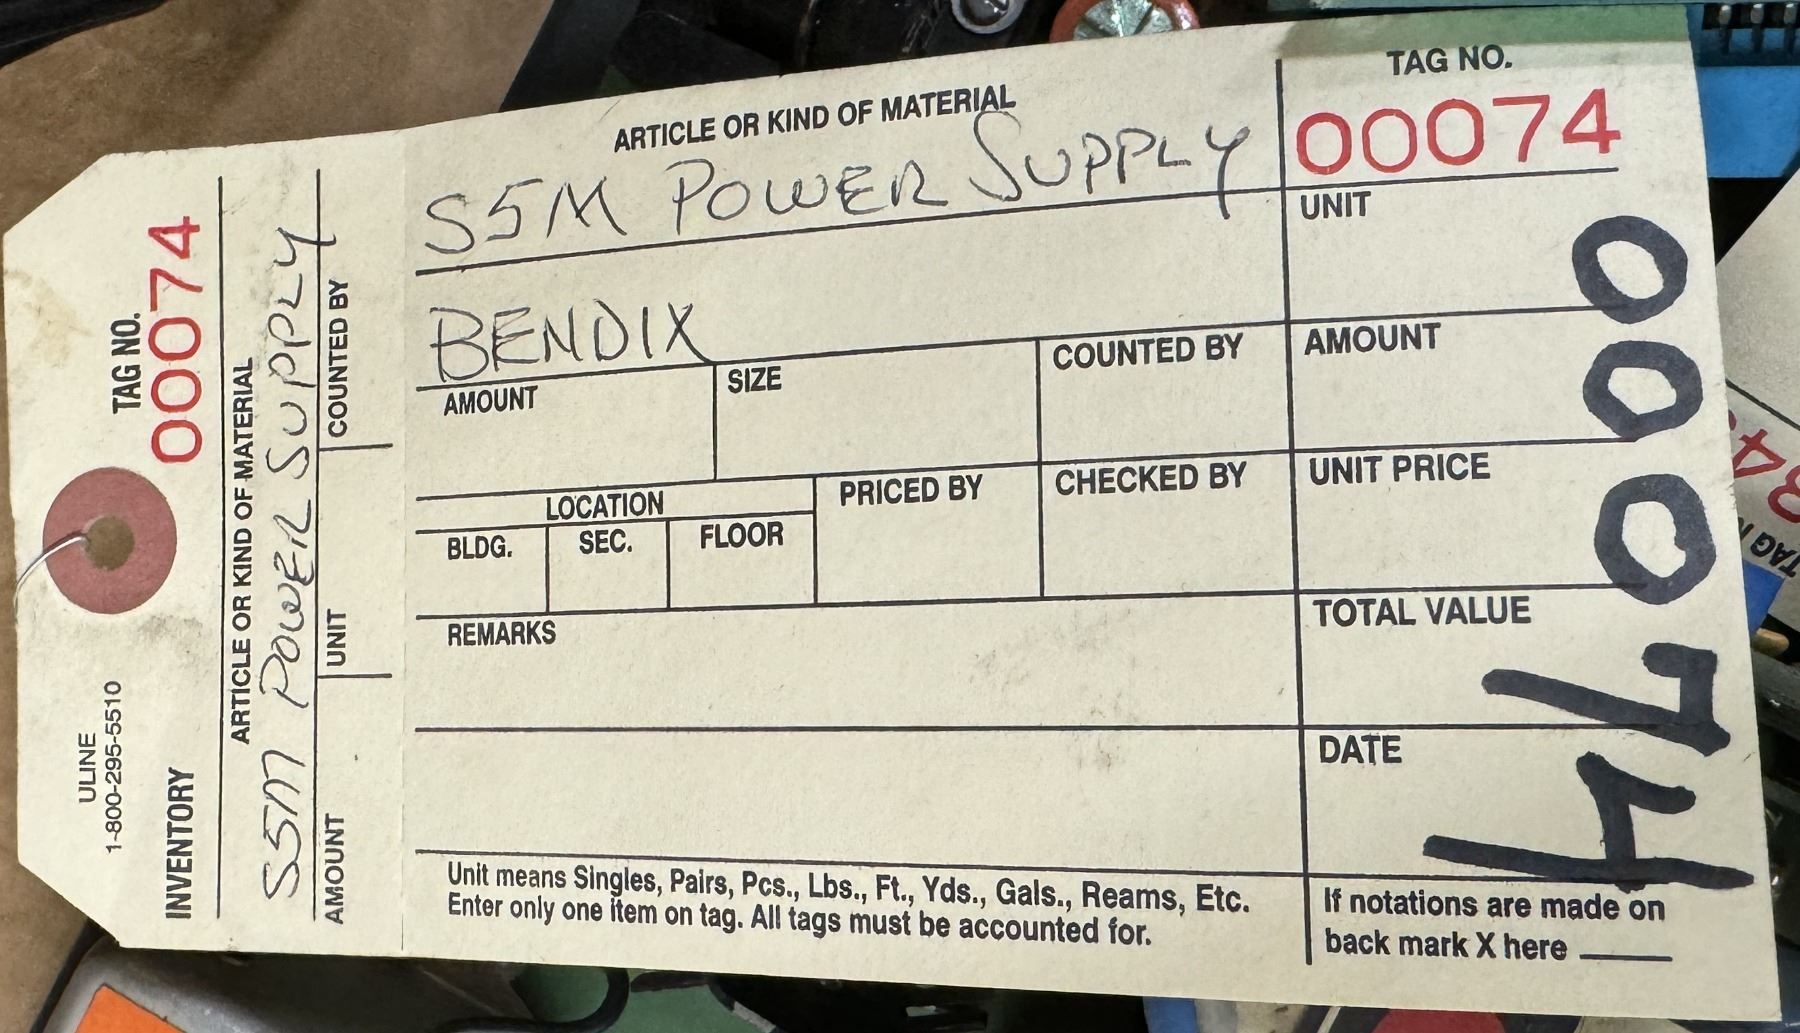 TAG NO.
00074
ARTICLE OR KIND OF MATERIAL
S5M POWER SUPPLY
BENDIX
UNIT
AMOUNT
UNIT PRICE
TOTAL VALUE
DATE
00074
AMOUNT
SIZE
COUNTED BY
LOCATION
BLDG.
SEC.
FLOOR
PRICED BY
CHECKED BY
REMARKS
Unit means Singles, Pairs, Pcs., Lbs., Ft., Yds., Gals., Reams, Etc.
Enter only one item on tag. All tags must be accounted for.
If notations are made on
back mark X here
ULINE
1-800-295-5510
INVENTORY
TAG NO.
00074
ARTICLE OR KIND OF MATERIAL
S5M POWER SUPPLY
AMOUNT
UNIT
COUNTED BY
TAG